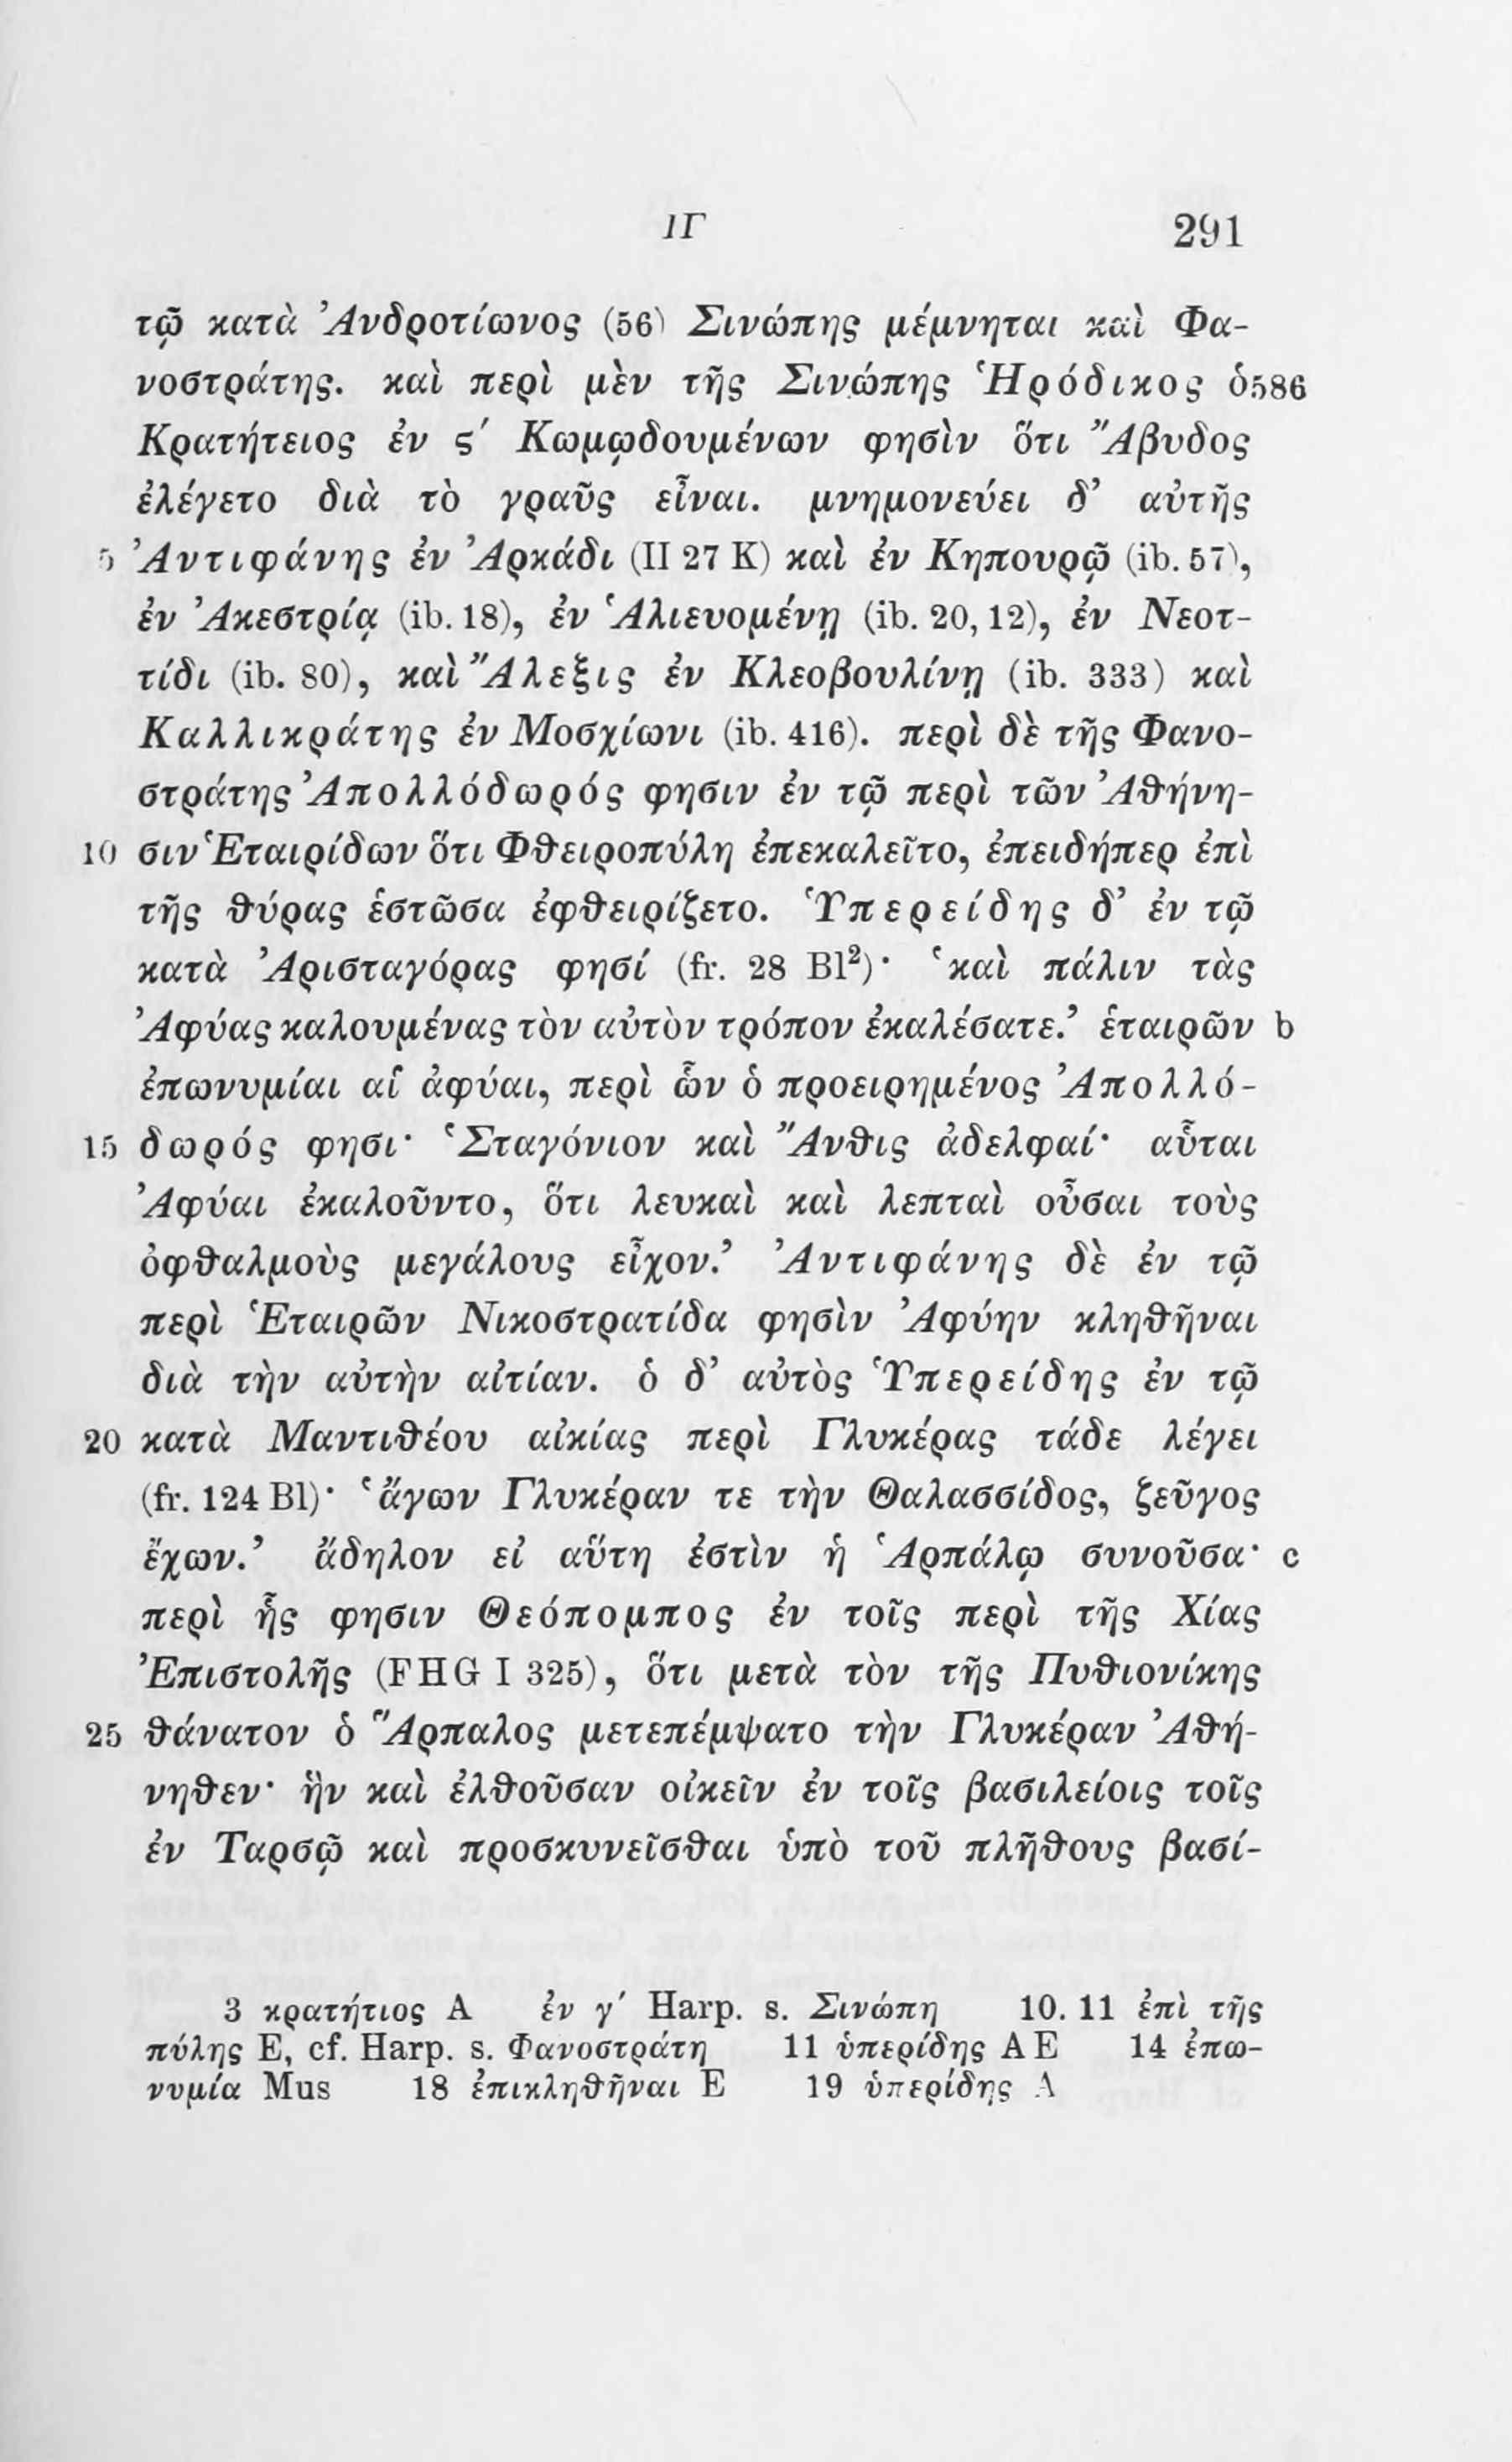 ΙΓ 291
τῷ κατὰ Ἀνδροτίωνος (56) Σινώπης μέμνηται καὶ Φα-
νοστράτης. καὶ περὶ μὲν τῆς Σινώπης Ἡρόδικος ὁ 586
Κρατήτειος ἐν ϛ΄ Κωμῳδουμένων φησὶν ὅτι Ἄβυδος
ἐλέγετο διὰ τὸ γραῦς εἶναι. μνημονεύει δ’ αὐτῆς
5 Ἀντιφάνης ἐν Ἀρκάδι (II 27 K) καὶ ἐν Κηπουρῷ (ib. 57),
ἐν Ἀκεστρίᾳ (ib. 18), ἐν Ἁλιευομένῃ (ib. 20, 12), ἐν Νεοτ-
τίδι (ib. 80), καὶ Ἄλεξις ἐν Κλεοβουλίνῃ (ib. 333) καὶ
Καλλικράτης ἐν Μοσχίωνι (ib. 416). περὶ δὲ τῆς Φανο-
στράτης Ἀπολλόδωρός φησιν ἐν τῷ περὶ τῶν Ἀθήνη-
10 σιν Ἑταιρίδων ὅτι Φθειροπύλη ἐπεκαλεῖτο, ἐπειδήπερ ἐπὶ
τῆς θύρας ἑστῶσα ἐφθειρίζετο. Ὑπερείδης δ’ ἐν τῷ
κατὰ Ἀρισταγόρας φησί (fr. 28 Bl²)· ‘καὶ πάλιν τὰς
Ἀφύας καλουμένας τὸν αὐτὸν τρόπον ἐκαλέσατε.’ ἑταιρῶν b
ἐπωνυμίαι αἱ ἀφύαι, περὶ ὧν ὁ προειρημένος Ἀπολλό-
15 δωρός φησι· ‘Σταγόνιον καὶ Ἄνθις ἀδελφαί· αὗται
Ἀφύαι ἐκαλοῦντο, ὅτι λευκαὶ καὶ λεπταὶ οὖσαι τοὺς
ὀφθαλμοὺς μεγάλους εἶχον.’ Ἀντιφάνης δὲ ἐν τῷ
περὶ Ἑταιρῶν Νικοστρατίδα φησὶν Ἀφύην κληθῆναι
διὰ τὴν αὐτὴν αἰτίαν. ὁ δ’ αὐτὸς Ὑπερείδης ἐν τῷ
20 κατὰ Μαντιθέου αἰκίας περὶ Γλυκέρας τάδε λέγει
(fr. 124 Bl)· ‘ἄγων Γλυκέραν τε τὴν Θαλασσίδος, ζεῦγος
ἔχων.’ ἄδηλον εἰ αὕτη ἐστὶν ἡ Ἁρπάλῳ συνοῦσα· c
περὶ ἧς φησιν Θεόπομπος ἐν τοῖς περὶ τῆς Χίας
Ἐπιστολῆς (FHG I 325), ὅτι μετὰ τὸν τῆς Πυθιονίκης
25 θάνατον ὁ Ἅρπαλος μετεπέμψατο τὴν Γλυκέραν Ἀθή-
νηθεν· ἣν καὶ ἐλθοῦσαν οἰκεῖν ἐν τοῖς βασιλείοις τοῖς
ἐν Ταρσῷ καὶ προσκυνεῖσθαι ὑπὸ τοῦ πλήθους βασί-
3 κρατήτιος A ἐν γ΄ Harp. s. Σινώπη 10. 11 ἐπὶ τῆς
πύλης E, cf. Harp. s. Φανοστράτη 11 ὑπερίδης A E 14 ἐπω-
νυμία Mus 18 ἐπικληθῆναι E 19 ὑπερίδης A